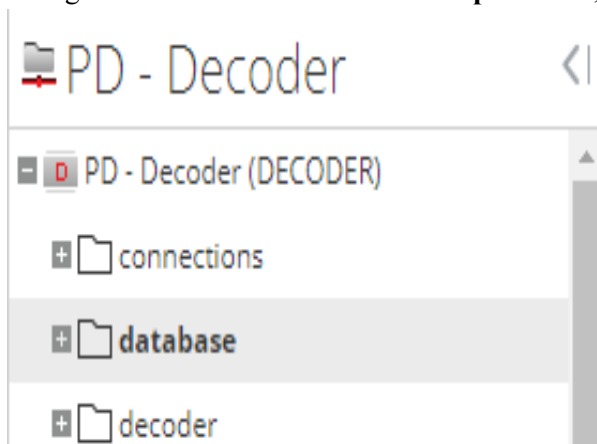 PD - Decoder
D PD - Decoder (DECODER)
connections
database
decoder